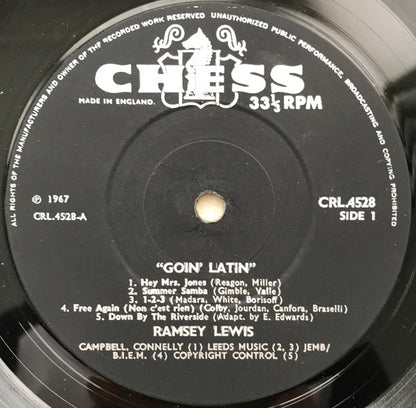 ALL RIGHTS OF THE MANUFACTURERS AND OWNER OF THE RECORDED WORK RESERVED UNAUTHORIZED PUBLIC PERFORMANCE, BROADCASTING AND COPYING PROHIBITED
CHESS
MADE IN ENGLAND.
33⅓ RPM
℗ 1967
CRL.4528
CRL.4528-A
SIDE 1
"GOIN' LATIN"
1. Hey Mrs. Jones (Reagon, Miller)
2. Summer Samba (Gimble, Valle)
3. 1-2-3 (Madara, White, Borisoff)
4. Free Again (Non c'est rien) (Colby, Jourdan, Canfora, Braselli)
5. Down By The Riverside (Adapt. by E. Edwards)
RAMSEY LEWIS
CAMPBELL, CONNELLY (1) LEEDS MUSIC (2, 3) JEMB/
B.I.E.M. (4) COPYRIGHT CONTROL (5)